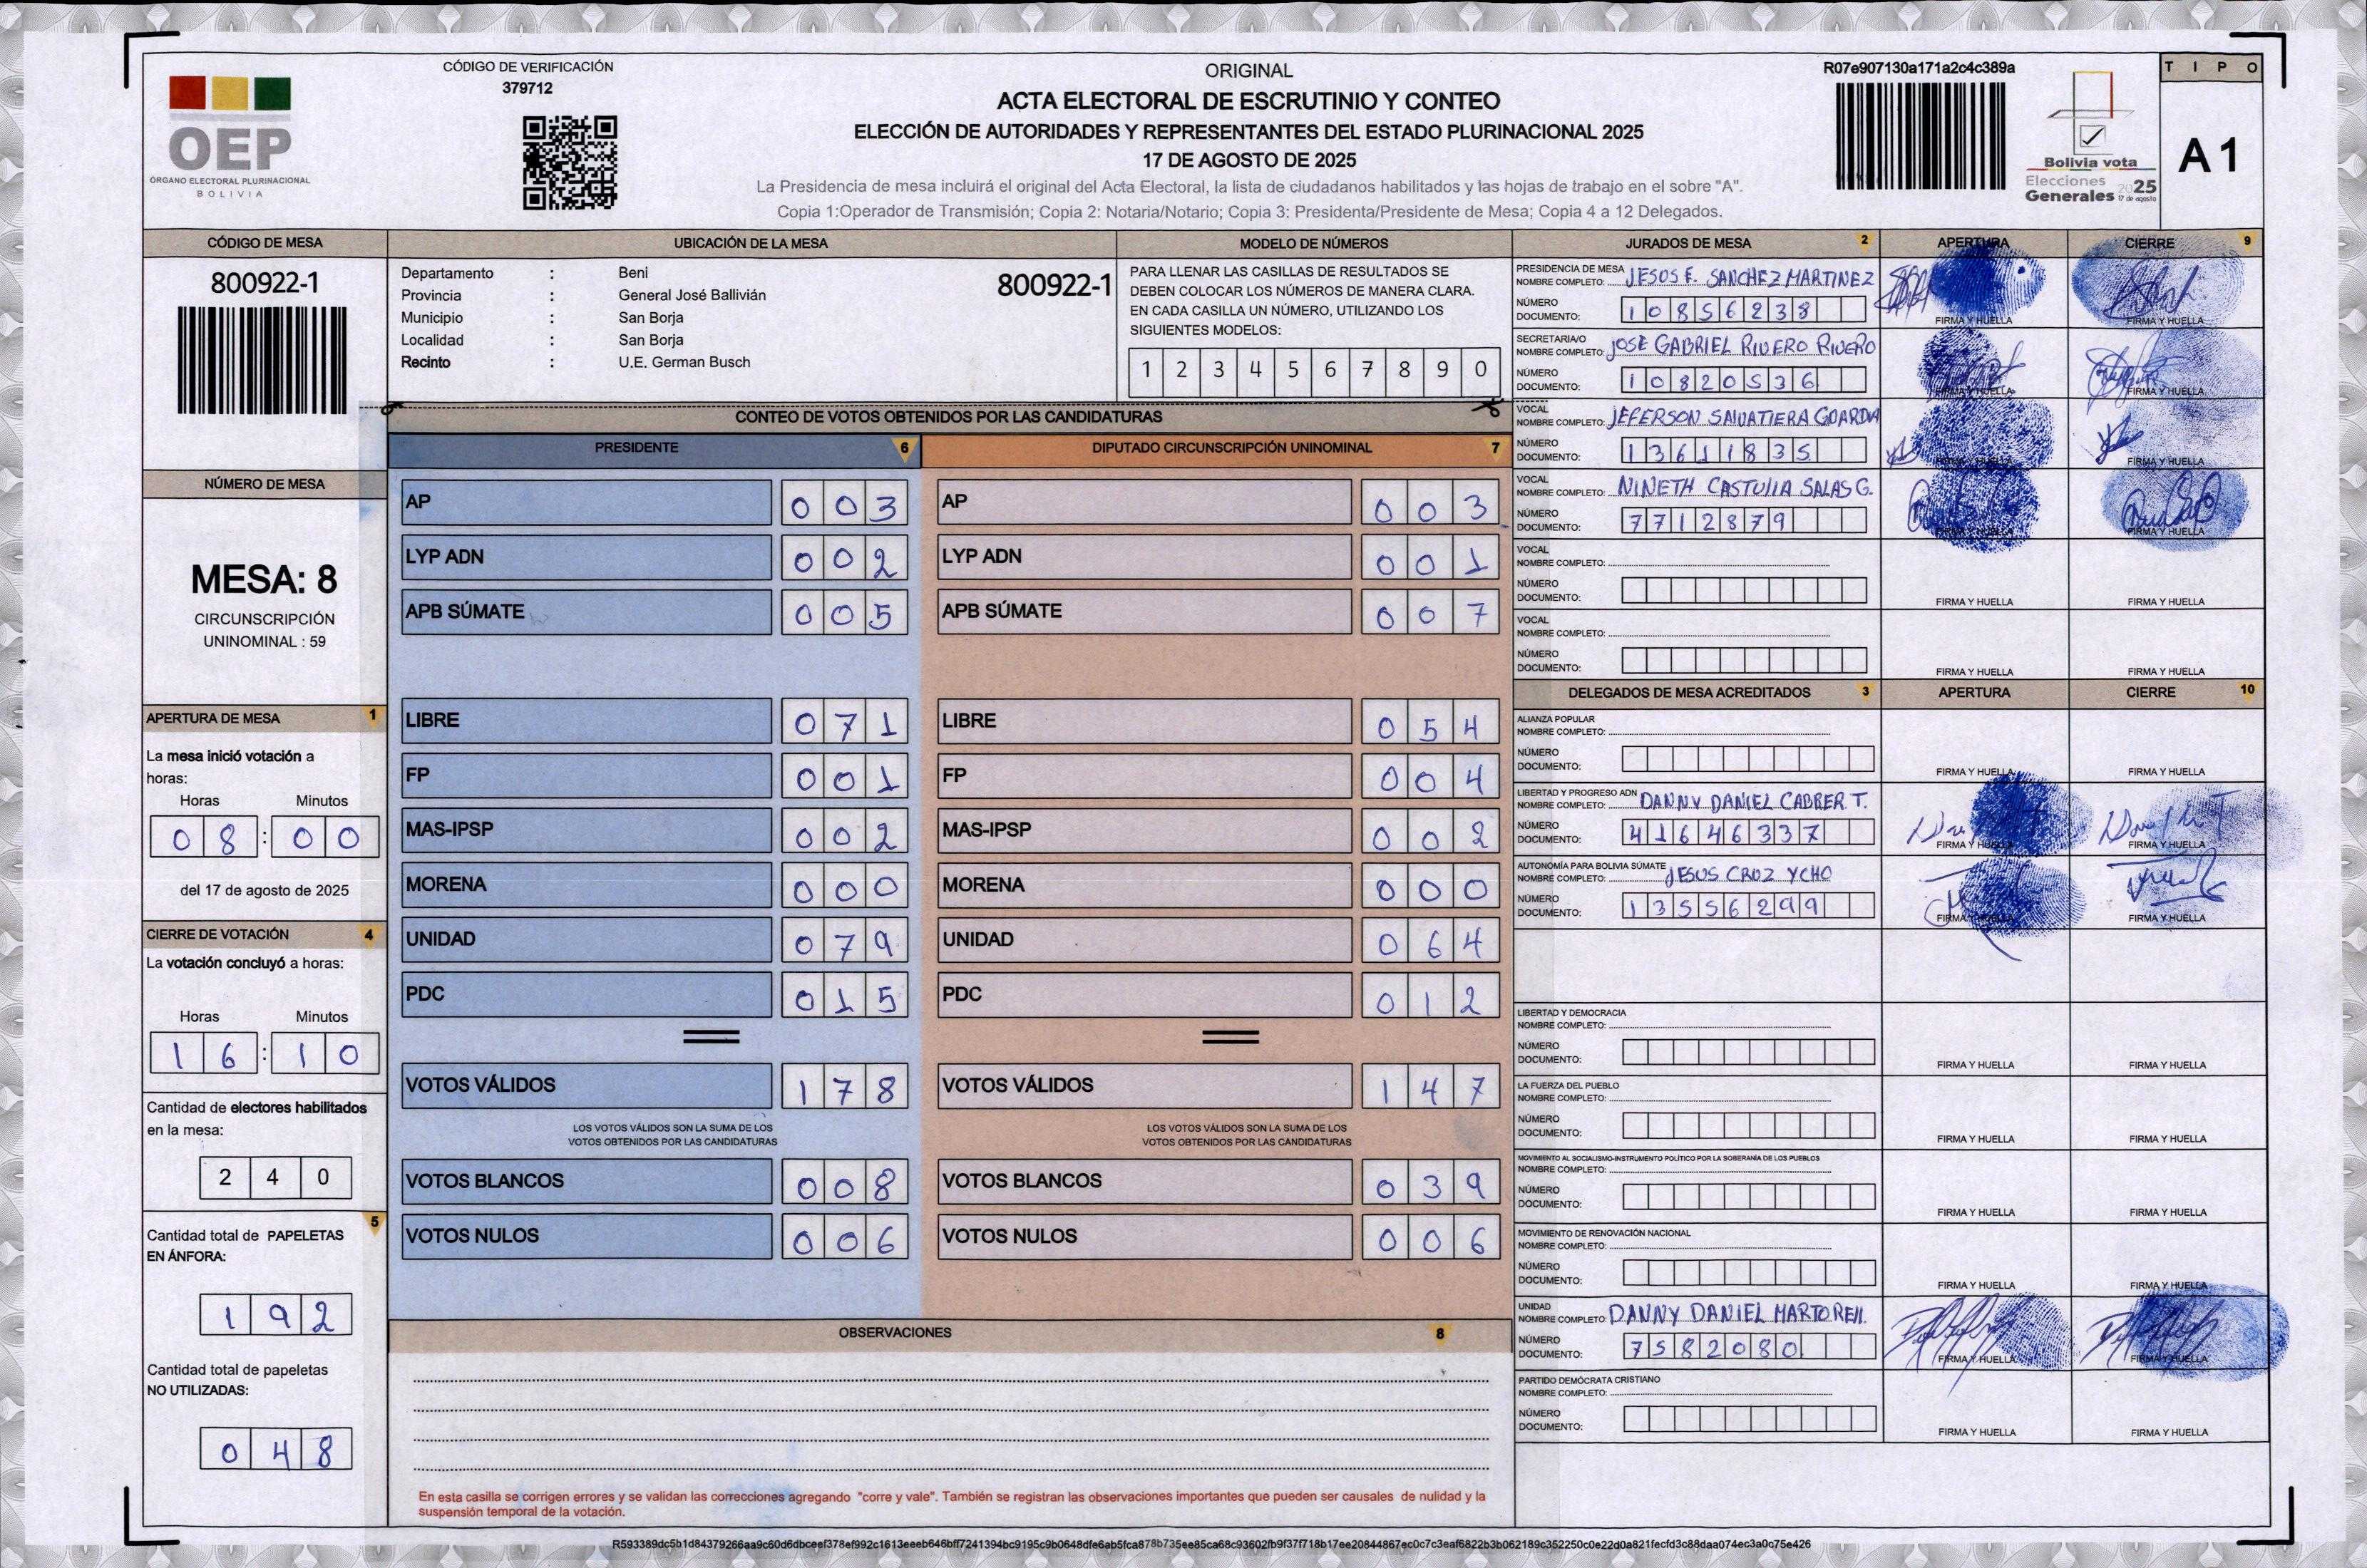 CÓDIGO DE VERIFICACIÓN
379712
OEP
ÓRGANO ELECTORAL PLURINACIONAL
BOLIVIA
ORIGINAL
ACTA ELECTORAL DE ESCRUTINIO Y CONTEO
ELECCIÓN DE AUTORIDADES Y REPRESENTANTES DEL ESTADO PLURINACIONAL 2025
17 DE AGOSTO DE 2025
La Presidencia de mesa incluirá el original del Acta Electoral, la lista de ciudadanos habilitados y las hojas de trabajo en el sobre "A".
Copia 1:Operador de Transmisión; Copia 2: Notaria/Notario; Copia 3: Presidenta/Presidente de Mesa; Copia 4 a 12 Delegados.
R07e907130a171a2c4c389a
Bolivia vota
Elecciones
Generales 2025
17 de agosto
TIPO
A 1
CÓDIGO DE MESA
800922-1
NÚMERO DE MESA
MESA: 8
CIRCUNSCRIPCIÓN
UNINOMINAL : 59
APERTURA DE MESA 1
La mesa inició votación a
horas:
Horas Minutos
08 : 00
del 17 de agosto de 2025
CIERRE DE VOTACIÓN 4
La votación concluyó a horas:
Horas Minutos
16 : 10
Cantidad de electores habilitados
en la mesa:
240
5
Cantidad total de PAPELETAS
EN ÁNFORA:
192
Cantidad total de papeletas
NO UTILIZADAS:
048
UBICACIÓN DE LA MESA
Departamento : Beni
800922-1
Provincia : General José Ballivián
Municipio : San Borja
Localidad : San Borja
Recinto : U.E. German Busch
MODELO DE NÚMEROS
PARA LLENAR LAS CASILLAS DE RESULTADOS SE
DEBEN COLOCAR LOS NÚMEROS DE MANERA CLARA.
EN CADA CASILLA UN NÚMERO, UTILIZANDO LOS
SIGUIENTES MODELOS:
1 2 3 4 5 6 7 8 9 0
CONTEO DE VOTOS OBTENIDOS POR LAS CANDIDATURAS
PRESIDENTE 6
AP 003
LYP ADN 002
APB SÚMATE 005
LIBRE 071
FP 001
MAS-IPSP 002
MORENA 000
UNIDAD 079
PDC 015
VOTOS VÁLIDOS 178
LOS VOTOS VÁLIDOS SON LA SUMA DE LOS
VOTOS OBTENIDOS POR LAS CANDIDATURAS
VOTOS BLANCOS 008
VOTOS NULOS 006
DIPUTADO CIRCUNSCRIPCIÓN UNINOMINAL 7
AP 003
LYP ADN 001
APB SÚMATE 007
LIBRE 054
FP 004
MAS-IPSP 002
MORENA 000
UNIDAD 064
PDC 012
VOTOS VÁLIDOS 147
LOS VOTOS VÁLIDOS SON LA SUMA DE LOS
VOTOS OBTENIDOS POR LAS CANDIDATURAS
VOTOS BLANCOS 039
VOTOS NULOS 006
OBSERVACIONES 8
En esta casilla se corrigen errores y se validan las correcciones agregando "corre y vale". También se registran las observaciones importantes que pueden ser causales de nulidad y la
suspensión temporal de la votación.
JURADOS DE MESA 2 APERTURA CIERRE 9
PRESIDENCIA DE MESA
NOMBRE COMPLETO: JESUS F. SANCHEZ MARTINEZ
NÚMERO
DOCUMENTO: 10856238
FIRMA Y HUELLA FIRMA Y HUELLA
SECRETARIA/O
NOMBRE COMPLETO: JOSE GABRIEL RIVERO RIVERO
NÚMERO
DOCUMENTO: 10820536
FIRMA Y HUELLA FIRMA Y HUELLA
VOCAL
NOMBRE COMPLETO: JEFERSON SALVATIERA GUARDIA
NÚMERO
DOCUMENTO: 13611835
FIRMA Y HUELLA FIRMA Y HUELLA
VOCAL
NOMBRE COMPLETO: NINETH CASTULIA SALAS G.
NÚMERO
DOCUMENTO: 7712879
FIRMA Y HUELLA FIRMA Y HUELLA
VOCAL
NOMBRE COMPLETO:
NÚMERO
DOCUMENTO:
FIRMA Y HUELLA FIRMA Y HUELLA
VOCAL
NOMBRE COMPLETO:
NÚMERO
DOCUMENTO:
FIRMA Y HUELLA FIRMA Y HUELLA
DELEGADOS DE MESA ACREDITADOS 3 APERTURA CIERRE 10
ALIANZA POPULAR
NOMBRE COMPLETO:
NÚMERO
DOCUMENTO:
FIRMA Y HUELLA FIRMA Y HUELLA
LIBERTAD Y PROGRESO ADN
NOMBRE COMPLETO: DANNY DANIEL CABRER T.
NÚMERO
DOCUMENTO: 41646337
FIRMA Y HUELLA FIRMA Y HUELLA
AUTONOMÍA PARA BOLIVIA SÚMATE
NOMBRE COMPLETO: JESUS CRUZ YCHO
NÚMERO
DOCUMENTO: 13556299
FIRMA Y HUELLA FIRMA Y HUELLA
LIBERTAD Y DEMOCRACIA
NOMBRE COMPLETO:
NÚMERO
DOCUMENTO:
FIRMA Y HUELLA FIRMA Y HUELLA
LA FUERZA DEL PUEBLO
NOMBRE COMPLETO:
NÚMERO
DOCUMENTO:
FIRMA Y HUELLA FIRMA Y HUELLA
MOVIMIENTO AL SOCIALISMO-INSTRUMENTO POLÍTICO POR LA SOBERANÍA DE LOS PUEBLOS
NOMBRE COMPLETO:
NÚMERO
DOCUMENTO:
FIRMA Y HUELLA FIRMA Y HUELLA
MOVIMIENTO DE RENOVACIÓN NACIONAL
NOMBRE COMPLETO:
NÚMERO
DOCUMENTO:
FIRMA Y HUELLA FIRMA Y HUELLA
UNIDAD
NOMBRE COMPLETO: DANNY DANIEL MARTORELL
NÚMERO
DOCUMENTO: 7582080
FIRMA Y HUELLA FIRMA Y HUELLA
PARTIDO DEMÓCRATA CRISTIANO
NOMBRE COMPLETO:
NÚMERO
DOCUMENTO:
FIRMA Y HUELLA FIRMA Y HUELLA